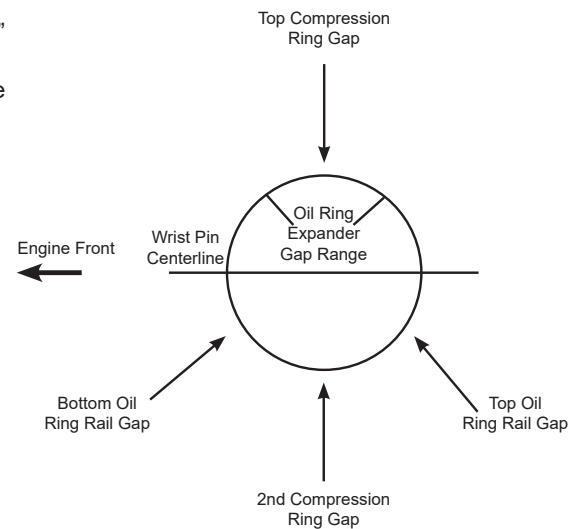 ”
e
Top Compression
Ring Gap
Oil Ring
Expander
Gap Range
Wrist Pin
Centerline
Engine Front
Bottom Oil
Ring Rail Gap
Top Oil
Ring Rail Gap
2nd Compression
Ring Gap